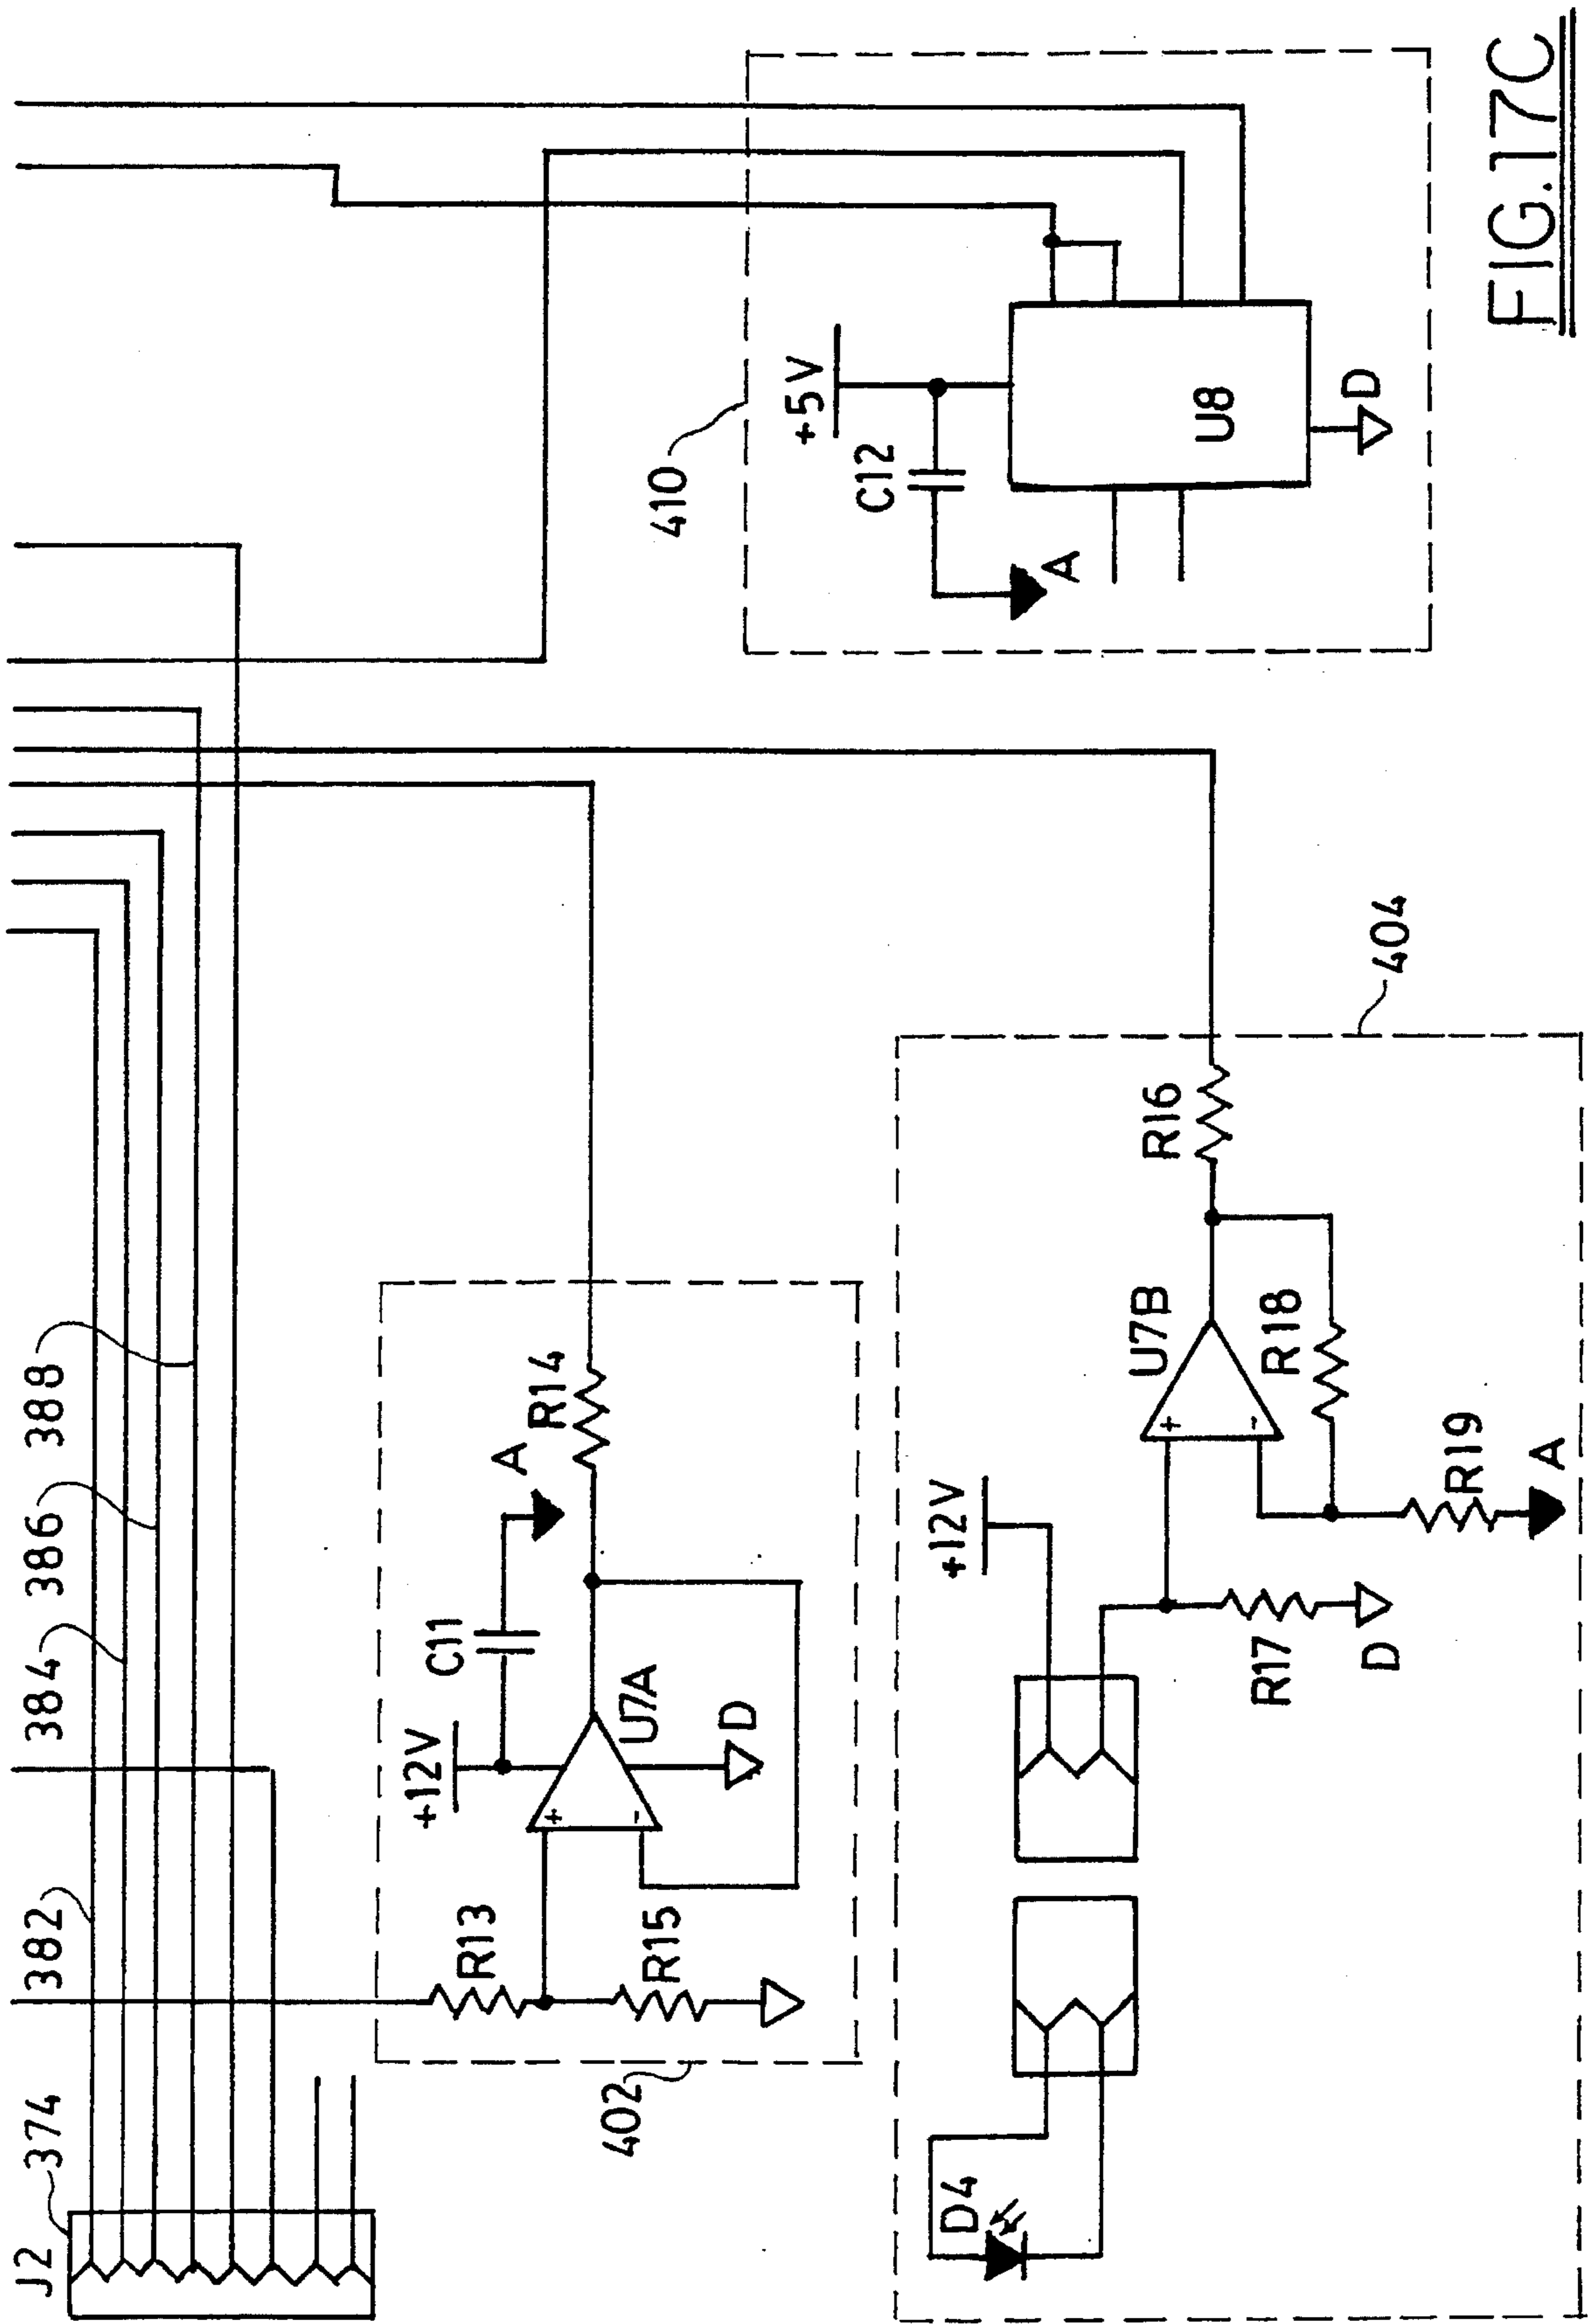 J2
374
382
384
386
388
R13
R15
402
+12V
C11
A
+
-
U7A
D
R14
410
+5V
C12
A
U8
D
D4
+12V
R17
D
+
-
U7B
R18
R19
A
R16
404
FIG.17C